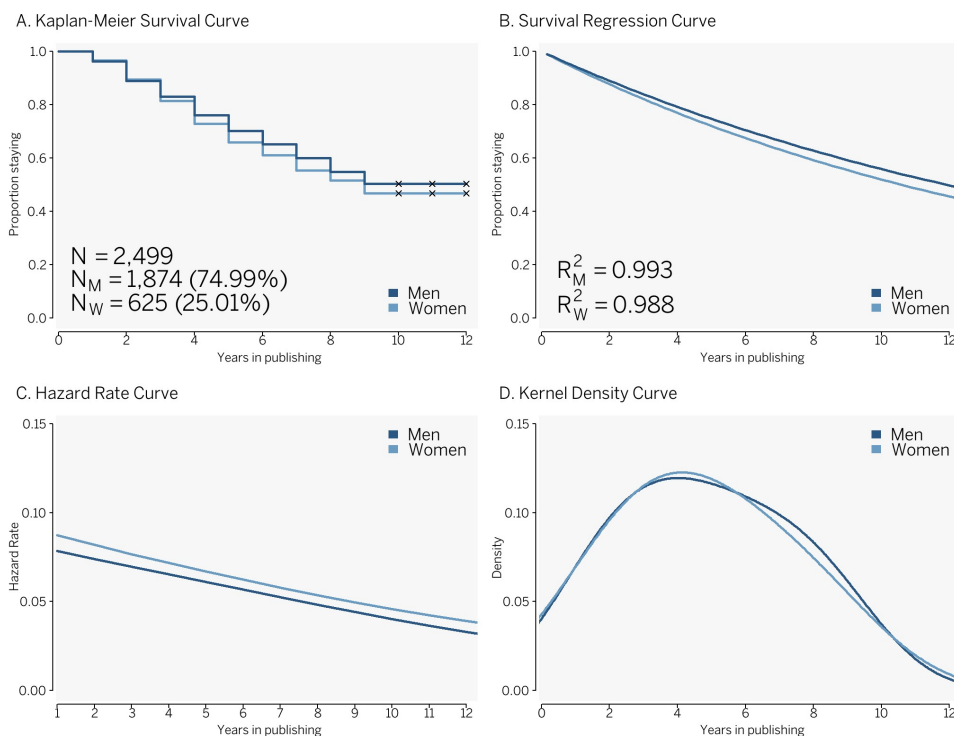 A. Kaplan-Meier Survival Curve
1.0
0.8
0.6
0.4
0.2
0.0
Proportion staying
N = 2,499
N_M = 1,874 (74.99%)
N_W = 625 (25.01%)
Men
Women
0 2 4 6 8 10 12
Years in publishing
B. Survival Regression Curve
1.0
0.8
0.6
0.4
0.2
0.0
Proportion staying
R²_M = 0.993
R²_W = 0.988
Men
Women
0 2 4 6 8 10 12
Years in publishing
C. Hazard Rate Curve
0.15
0.10
0.05
0.00
Hazard Rate
Men
Women
1 2 3 4 5 6 7 8 9 10 11 12
Years in publishing
D. Kernel Density Curve
0.15
0.10
0.05
0.00
Density
Men
Women
0 2 4 6 8 10 12
Years in publishing